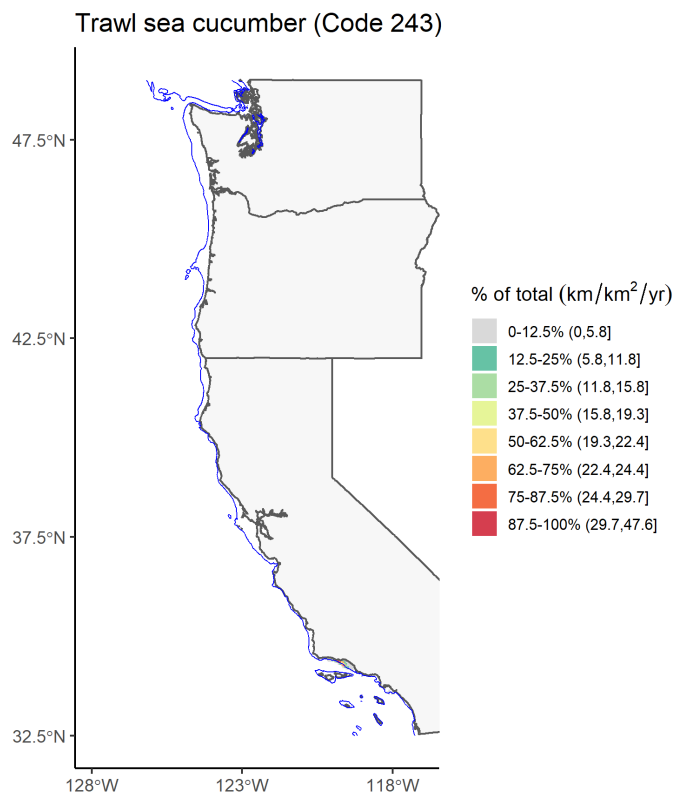 Trawl sea cucumber (Code 243)
47.5°N
42.5°N
37.5°N
32.5°N
128°W
123°W
118°W
% of total (km/km²/yr)
0-12.5% (0,5.8]
12.5-25% (5.8,11.8]
25-37.5% (11.8,15.8]
37.5-50% (15.8,19.3]
50-62.5% (19.3,22.4]
62.5-75% (22.4,24.4]
75-87.5% (24.4,29.7]
87.5-100% (29.7,47.6]